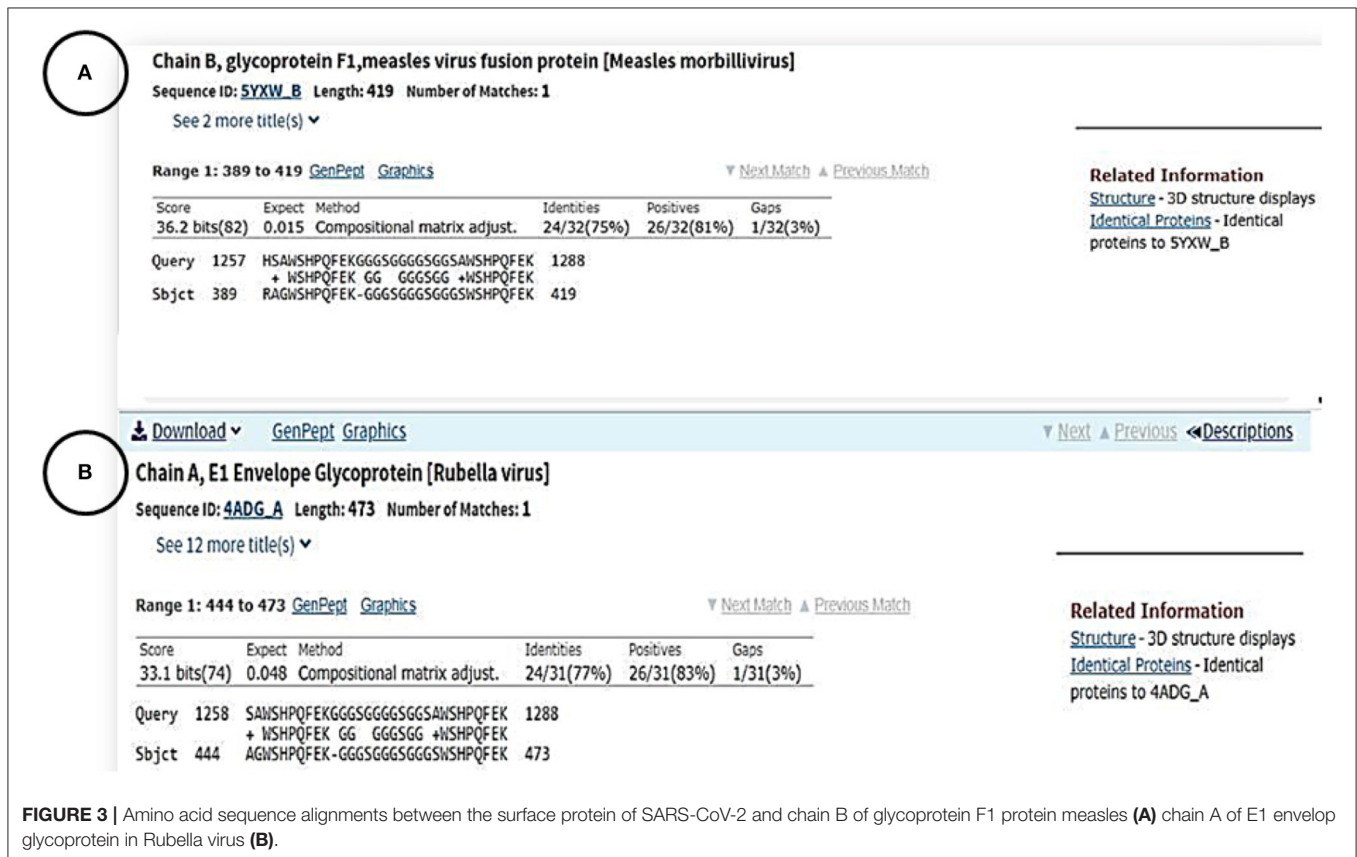 A
Chain B, glycoprotein F1,measles virus fusion protein [Measles morbillivirus]
Sequence ID: 5YXW_B Length: 419 Number of Matches: 1
See 2 more title(s)
Range 1: 389 to 419 GenPept Graphics
▼ Next Match ▲ Previous Match
Score Expect Method Identities Positives Gaps
36.2 bits(82) 0.015 Compositional matrix adjust. 24/32(75%) 26/32(81%) 1/32(3%)
Query 1257 HSAWSHPQFEKGGGSGGGGSGGSAWSHPQFEK 1288
+ WSHPQFEK GG GGGSGG +WSHPQFEK
Sbjct 389 RAGWSHPQFEK-GGGSGGGSGGGSWSHPQFEK 419
Related Information
Structure - 3D structure displays
Identical Proteins - Identical
proteins to 5YXW_B
Download GenPept Graphics
▼ Next ▲ Previous ◀Descriptions
B
Chain A, E1 Envelope Glycoprotein [Rubella virus]
Sequence ID: 4ADG_A Length: 473 Number of Matches: 1
See 12 more title(s)
Range 1: 444 to 473 GenPept Graphics
▼ Next Match ▲ Previous Match
Score Expect Method Identities Positives Gaps
33.1 bits(74) 0.048 Compositional matrix adjust. 24/31(77%) 26/31(83%) 1/31(3%)
Query 1258 SAWSHPQFEKGGGSGGGGSGGSAWSHPQFEK 1288
+ WSHPQFEK GG GGGSGG +WSHPQFEK
Sbjct 444 AGWSHPQFEK-GGGSGGGSGGGSWSHPQFEK 473
Related Information
Structure - 3D structure displays
Identical Proteins - Identical
proteins to 4ADG_A
FIGURE 3 | Amino acid sequence alignments between the surface protein of SARS-CoV-2 and chain B of glycoprotein F1 protein measles (A) chain A of E1 envelop
glycoprotein in Rubella virus (B).